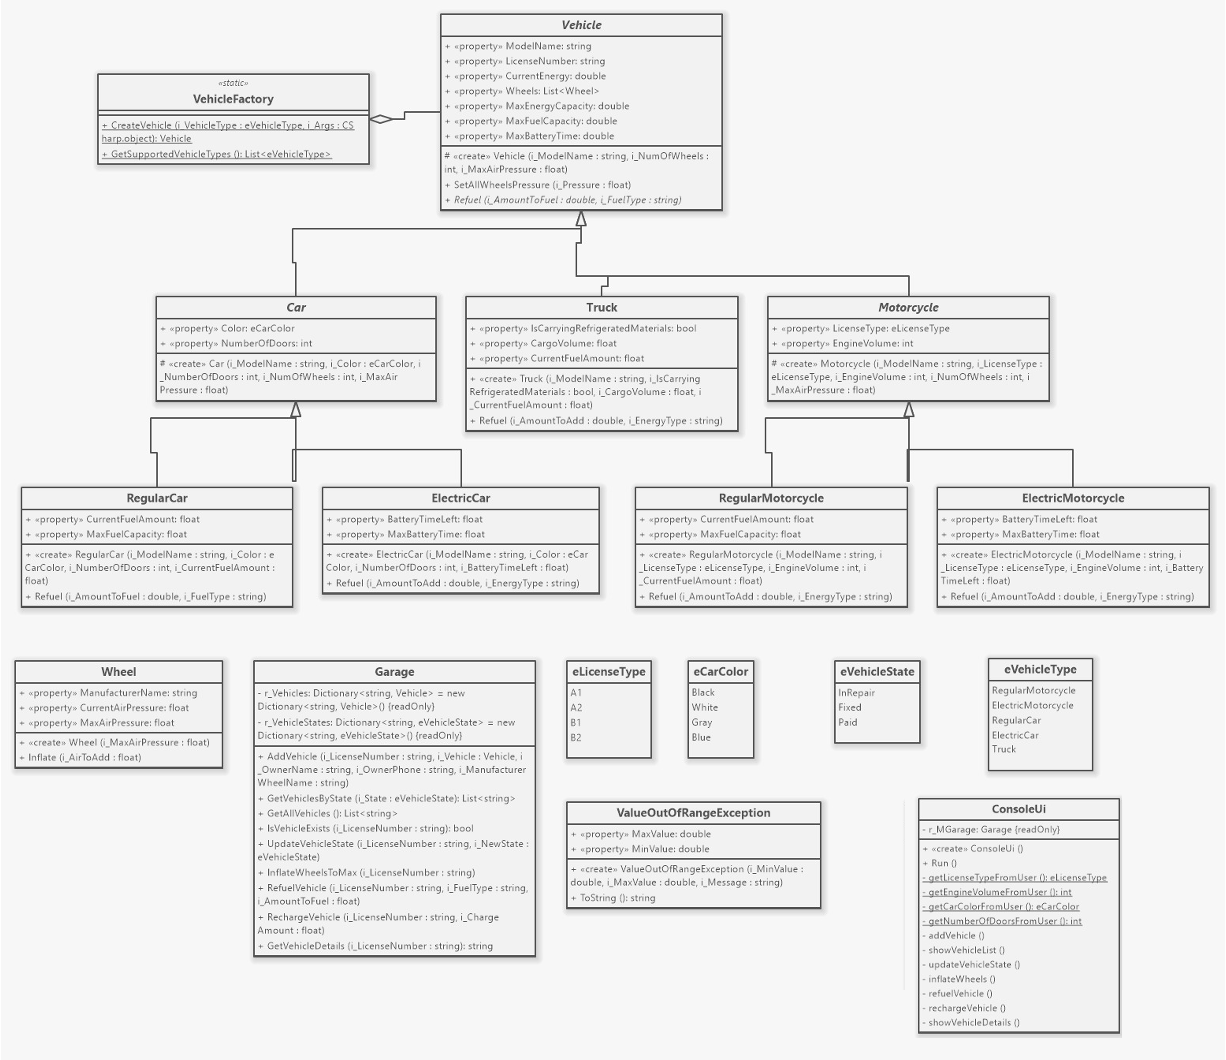 Vehicle
+ «property» ModelName: string
+ «property» LicenseNumber: string
+ «property» CurrentEnergy: double
+ «property» Wheels: List<Wheel>
+ «property» MaxEnergyCapacity: double
+ «property» MaxFuelCapacity: double
+ «property» MaxBatteryTime: double
# «create» Vehicle (i_ModelName : string, i_NumOfWheels :
int, i_MaxAirPressure : float)
+ SetAllWheelsPressure (i_Pressure : float)
+ Refuel (i_AmountToFuel : double, i_FuelType : string)
«static»
VehicleFactory
+ CreateVehicle (i_VehicleType : eVehicleType, i_Args : CS
harp.object): Vehicle
+ GetSupportedVehicleTypes (): List<eVehicleType>
Car
+ «property» Color: eCarColor
+ «property» NumberOfDoors: int
# «create» Car (i_ModelName : string, i_Color : eCarColor, i
_NumberOfDoors : int, i_NumOfWheels : int, i_MaxAir
Pressure : float)
Truck
+ «property» IsCarryingRefrigeratedMaterials: bool
+ «property» CargoVolume: float
+ «property» CurrentFuelAmount: float
+ «create» Truck (i_ModelName : string, i_IsCarrying
RefrigeratedMaterials : bool, i_CargoVolume : float, i
_CurrentFuelAmount : float)
+ Refuel (i_AmountToAdd : double, i_EnergyType : string)
Motorcycle
+ «property» LicenseType: eLicenseType
+ «property» EngineVolume: int
# «create» Motorcycle (i_ModelName : string, i_LicenseType :
eLicenseType, i_EngineVolume : int, i_NumOfWheels : int, i
_MaxAirPressure : float)
RegularCar
+ «property» CurrentFuelAmount: float
+ «property» MaxFuelCapacity: float
+ «create» RegularCar (i_ModelName : string, i_Color : e
CarColor, i_NumberOfDoors : int, i_CurrentFuelAmount :
float)
+ Refuel (i_AmountToFuel : double, i_FuelType : string)
ElectricCar
+ «property» BatteryTimeLeft: float
+ «property» MaxBatteryTime: float
+ «create» ElectricCar (i_ModelName : string, i_Color : eCar
Color, i_NumberOfDoors : int, i_BatteryTimeLeft : float)
+ Refuel (i_AmountToAdd : double, i_EnergyType : string)
RegularMotorcycle
+ «property» CurrentFuelAmount: float
+ «property» MaxFuelCapacity: float
+ «create» RegularMotorcycle (i_ModelName : string, i
_LicenseType : eLicenseType, i_EngineVolume : int, i
_CurrentFuelAmount : float)
+ Refuel (i_AmountToAdd : double, i_EnergyType : string)
ElectricMotorcycle
+ «property» BatteryTimeLeft: float
+ «property» MaxBatteryTime: float
+ «create» ElectricMotorcycle (i_ModelName : string, i
_LicenseType : eLicenseType, i_EngineVolume : int, i_Battery
TimeLeft : float)
+ Refuel (i_AmountToAdd : double, i_EnergyType : string)
Wheel
+ «property» ManufacturerName: string
+ «property» CurrentAirPressure: float
+ «property» MaxAirPressure: float
+ «create» Wheel (i_MaxAirPressure : float)
+ Inflate (i_AirToAdd : float)
Garage
- r_Vehicles: Dictionary<string, Vehicle> = new
Dictionary<string, Vehicle>() {readOnly}
- r_VehicleStates: Dictionary<string, eVehicleState> = new
Dictionary<string, eVehicleState>() {readOnly}
+ AddVehicle (i_LicenseNumber : string, i_Vehicle : Vehicle, i
_OwnerName : string, i_OwnerPhone : string, i_Manufacturer
WheelName : string)
+ GetVehiclesByState (i_State : eVehicleState): List<string>
+ GetAllVehicles (): List<string>
+ IsVehicleExists (i_LicenseNumber : string): bool
+ UpdateVehicleState (i_LicenseNumber : string, i_NewState :
eVehicleState)
+ InflateWheelsToMax (i_LicenseNumber : string)
+ RefuelVehicle (i_LicenseNumber : string, i_FuelType : string,
i_AmountToFuel : float)
+ RechargeVehicle (i_LicenseNumber : string, i_Charge
Amount : float)
+ GetVehicleDetails (i_LicenseNumber : string): string
eLicenseType
A1
A2
B1
B2
eCarColor
Black
White
Gray
Blue
eVehicleState
InRepair
Fixed
Paid
eVehicleType
RegularMotorcycle
ElectricMotorcycle
RegularCar
ElectricCar
Truck
ValueOutOfRangeException
+ «property» MaxValue: double
+ «property» MinValue: double
+ «create» ValueOutOfRangeException (i_MinValue :
double, i_MaxValue : double, i_Message : string)
+ ToString (): string
ConsoleUi
- r_MGarage: Garage {readOnly}
+ «create» ConsoleUi ()
+ Run ()
- getLicenseTypeFromUser (): eLicenseType
- getEngineVolumeFromUser (): int
- getCarColorFromUser (): eCarColor
- getNumberOfDoorsFromUser (): int
- addVehicle ()
- showVehicleList ()
- updateVehicleState ()
- inflateWheels ()
- refuelVehicle ()
- rechargeVehicle ()
- showVehicleDetails ()